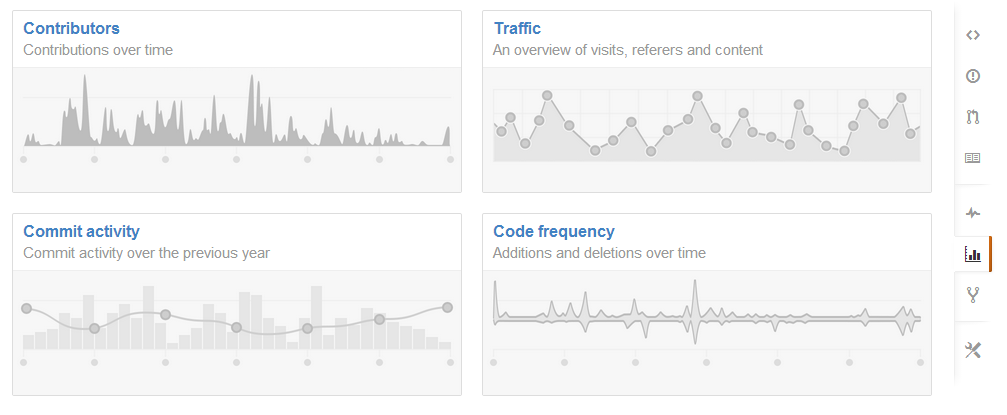 Contributors
Contributions over time
Traffic
An overview of visits, referers and content
Commit activity
Commit activity over the previous year
Code frequency
Additions and deletions over time